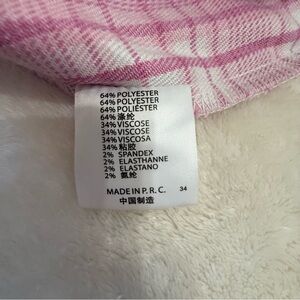 64% POLYESTER
64% POLYESTER
64% POLIÉSTER
64% 涤纶
34% VISCOSE
34% VISCOSE
34% VISCOSA
34% 粘胶
2% SPANDEX
2% ELASTHANNE
2% ELASTANO
2% 氨纶
MADE IN P. R. C. 34
中国制造